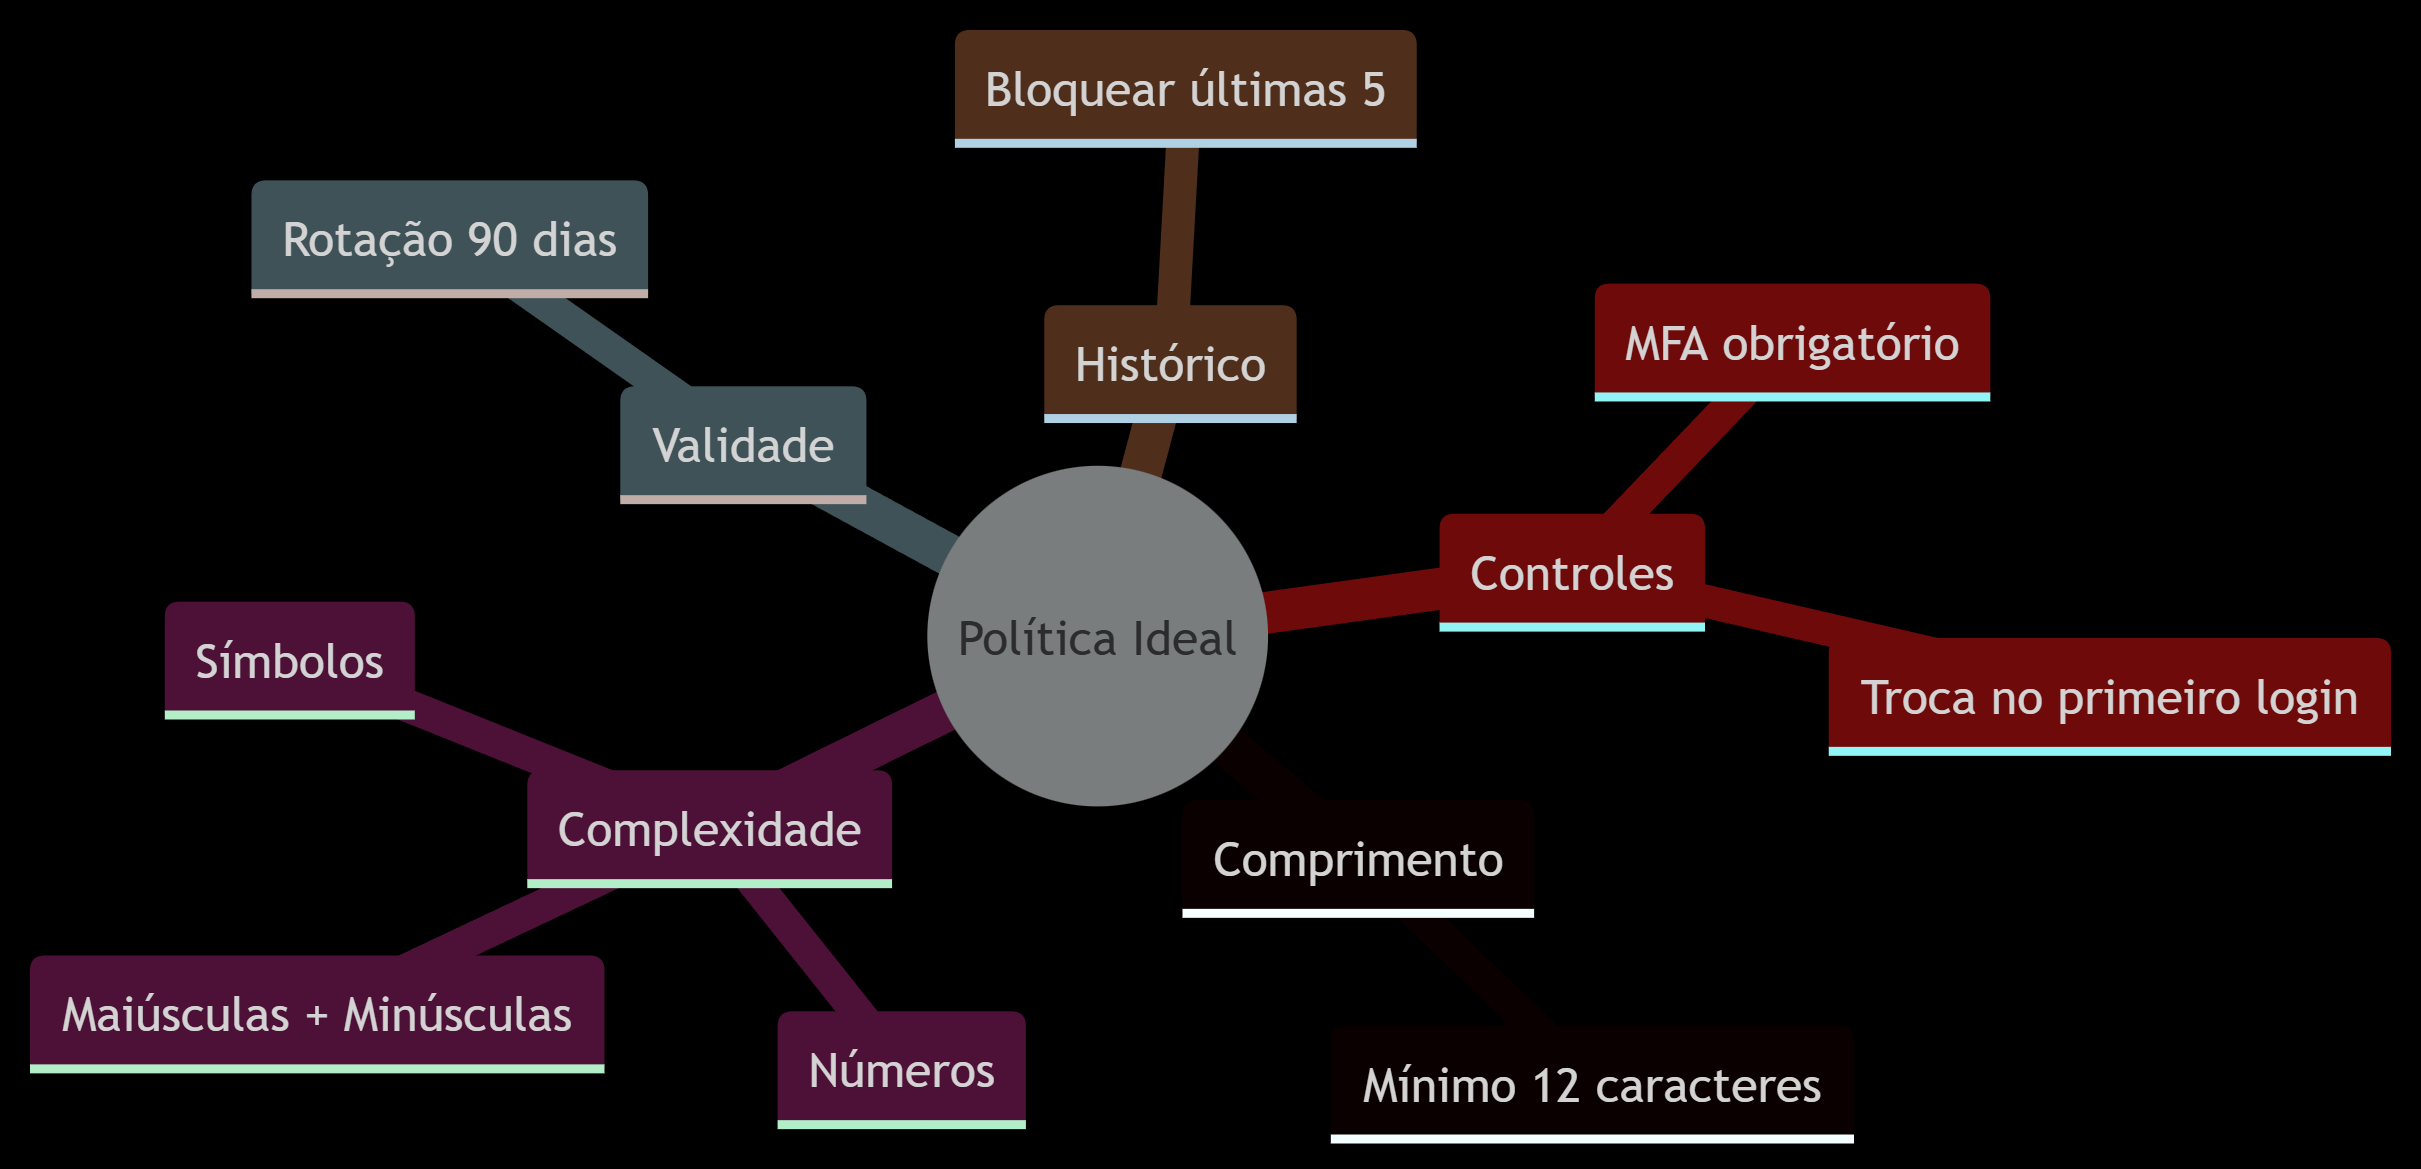 Bloquear últimas 5
Rotação 90 dias
Histórico
MFA obrigatório
Validade
Controles
Política Ideal
Símbolos
Troca no primeiro login
Complexidade
Comprimento
Maiúsculas + Minúsculas
Números
Mínimo 12 caracteres